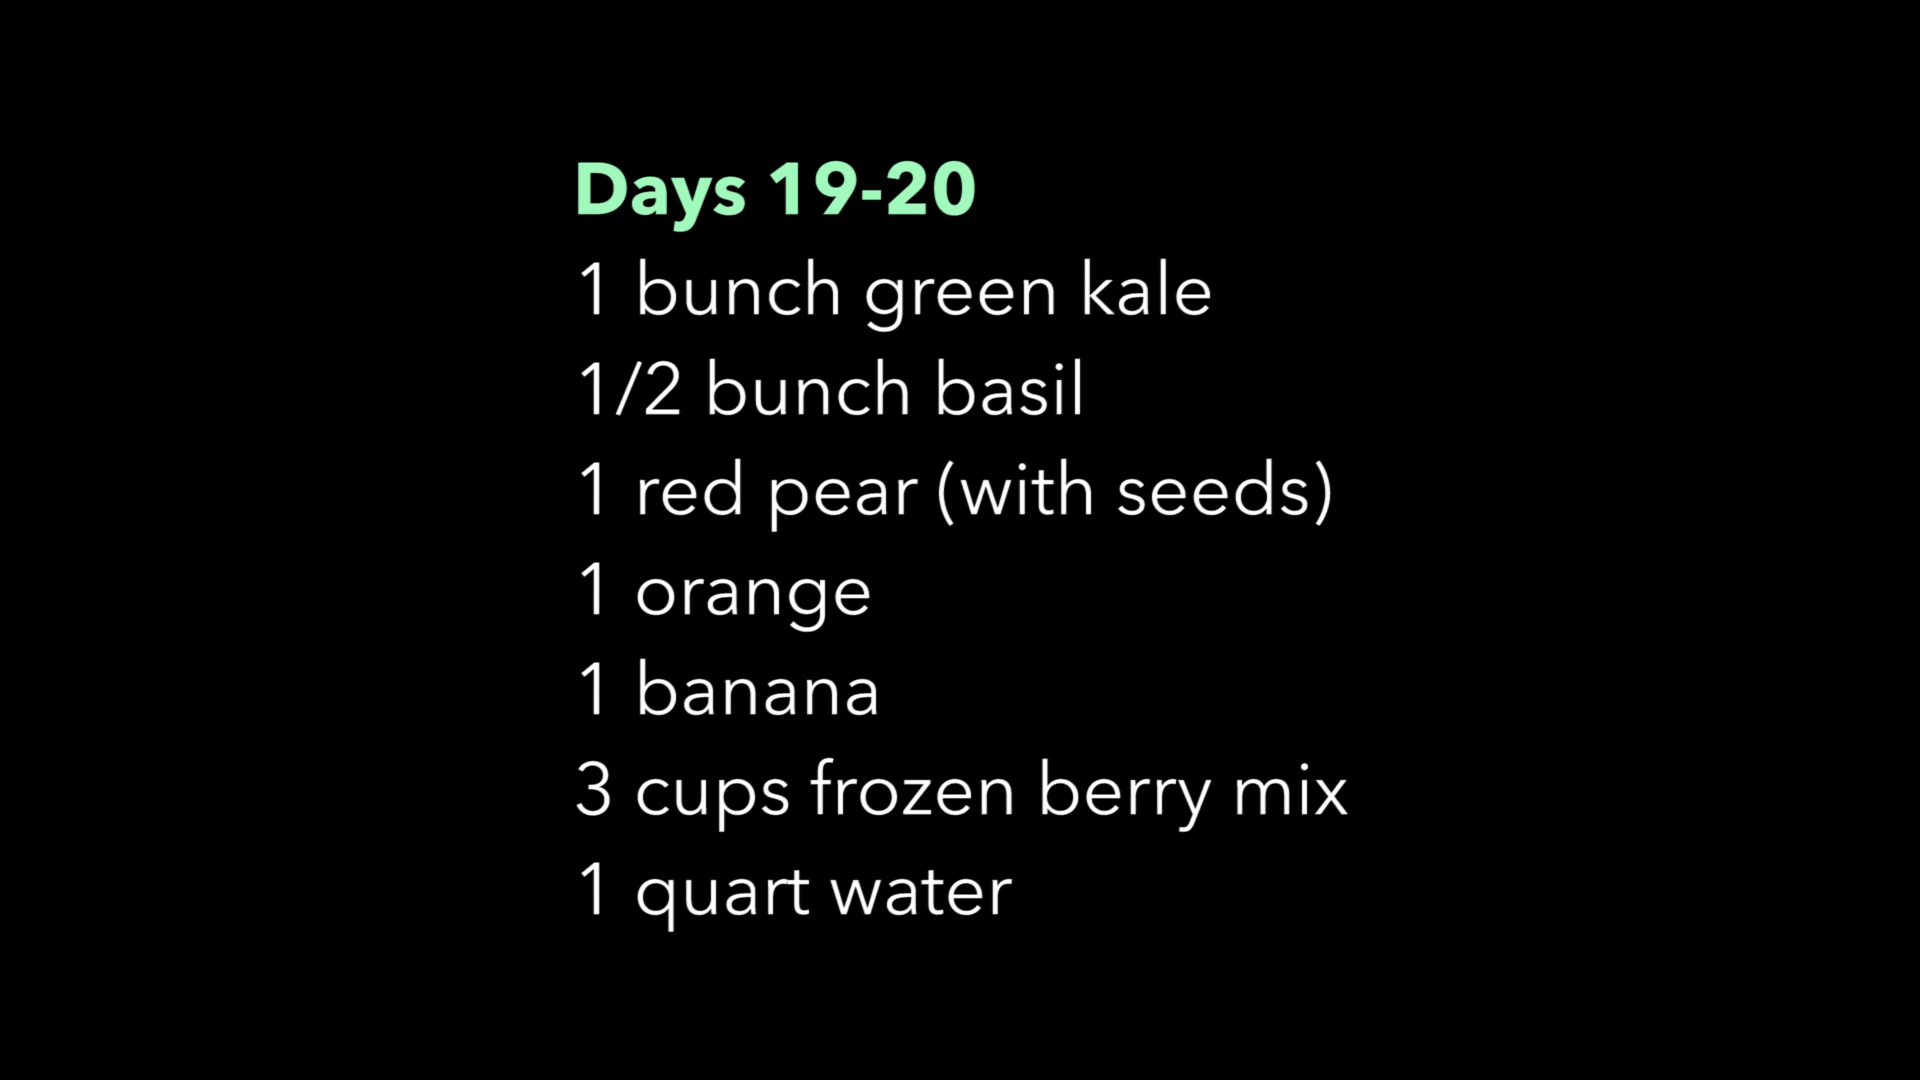 Days 19-20
1 bunch green kale
1/2 bunch basil
1 red pear (with seeds)
1 orange
1 banana
3 cups frozen berry mix
1 quart water